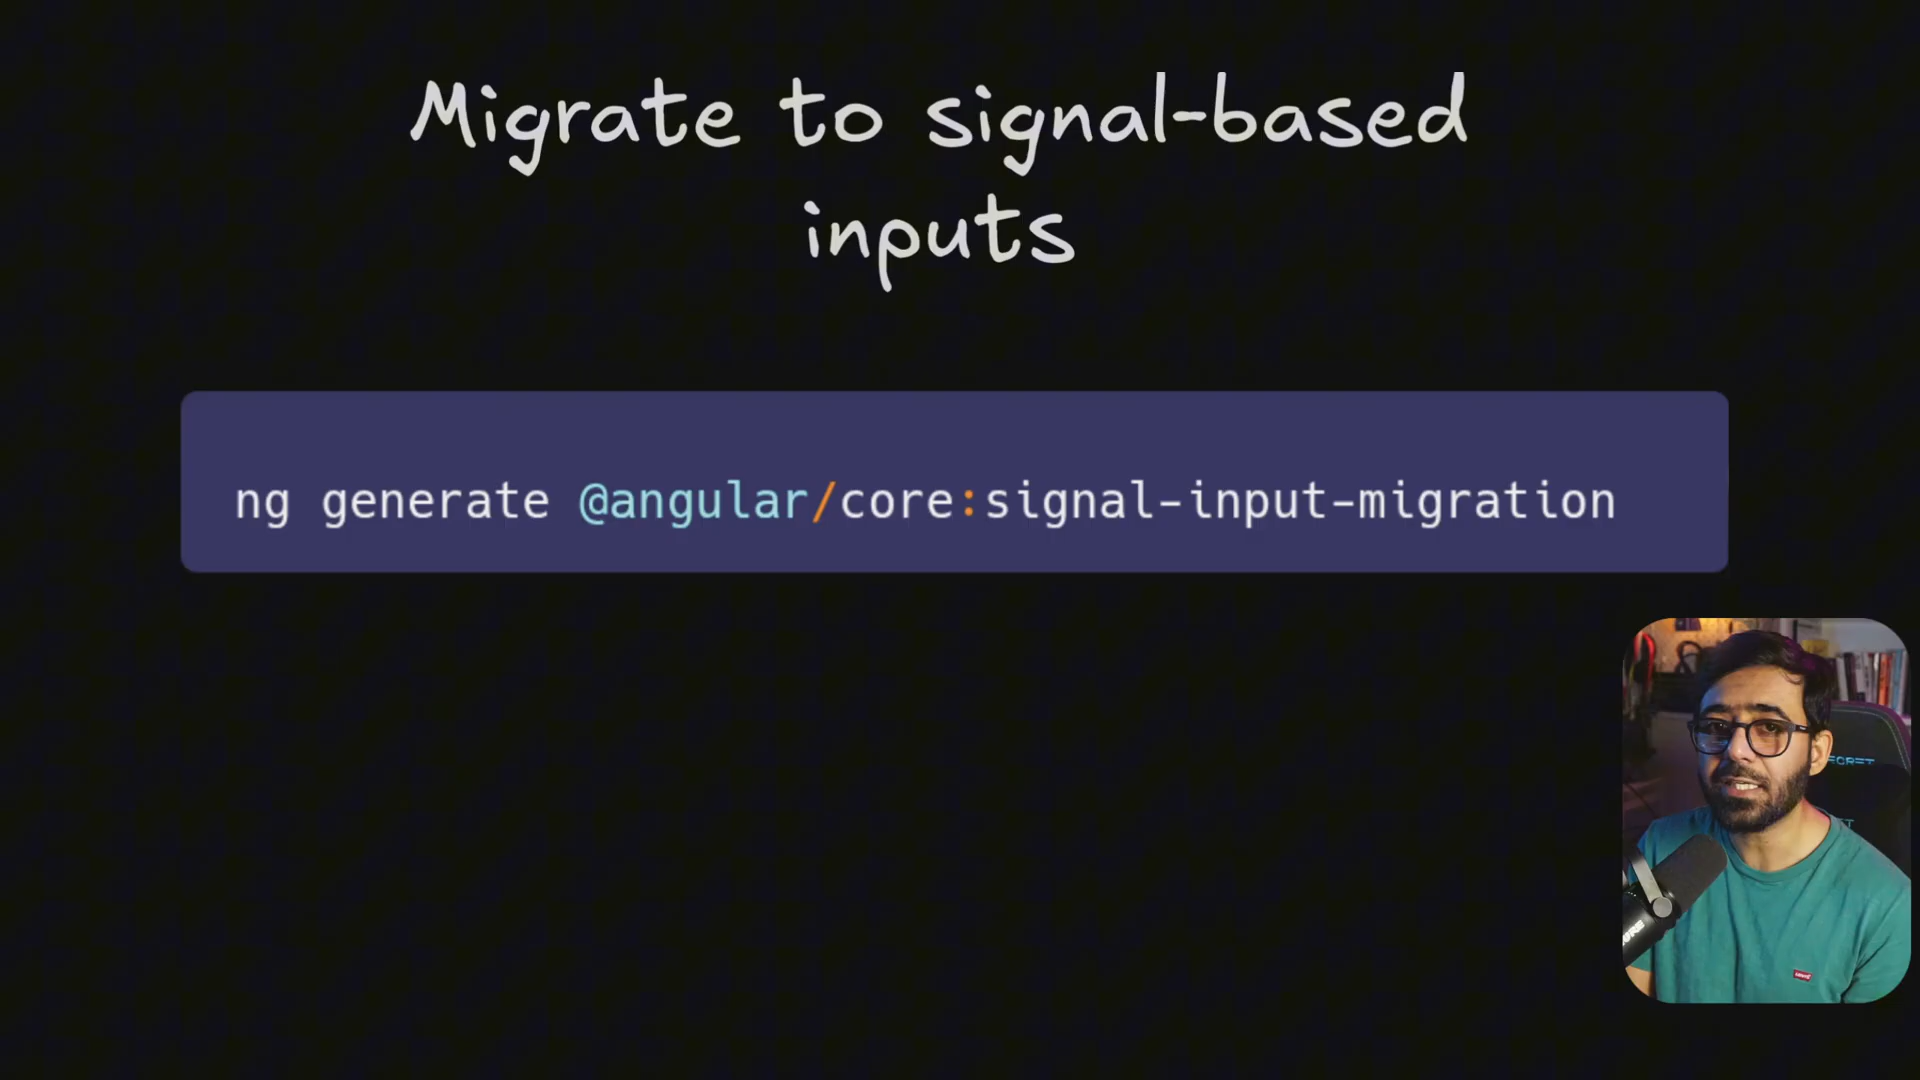 Migrate to signal-based
inputs
ng generate @angular/core:signal-input-migration